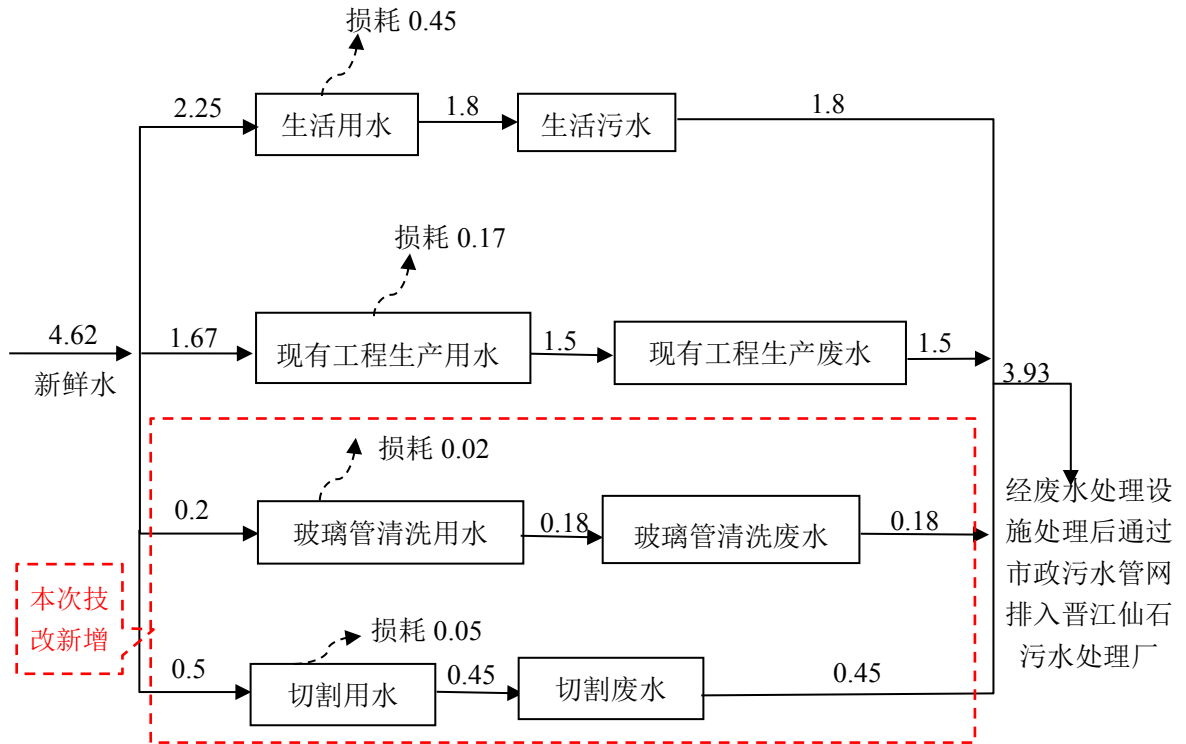 损耗 0.45
2.25
生活用水
1.8
生活污水
1.8
损耗 0.17
4.62
新鲜水
1.67
现有工程生产用水
1.5
现有工程生产废水
1.5
3.93
损耗 0.02
0.2
玻璃管清洗用水
0.18
玻璃管清洗废水
0.18
经废水处理设
施处理后通过
市政污水管网
排入晋江仙石
污水处理厂
本次技
改新增
损耗 0.05
0.5
切割用水
0.45
切割废水
0.45